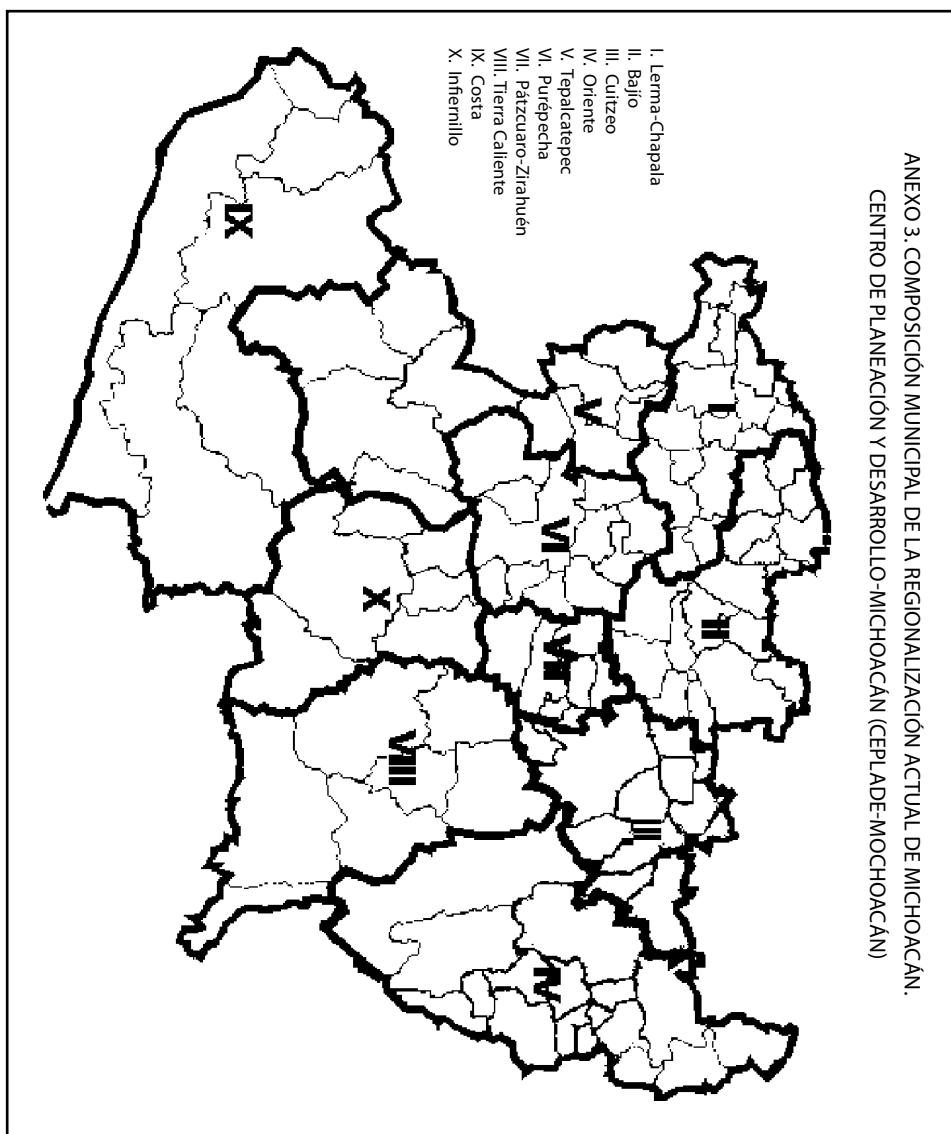 ANEXO 3. COMPOSICIÓN MUNICIPAL DE LA REGIONALIZACIÓN ACTUAL DE MICHOACÁN.
CENTRO DE PLANEACIÓN Y DESARROLLO-MICHOACÁN (CEPLADE-MOCHOACÁN)
I. Lerma-Chapala
II. Bajío
III. Cuitzeo
IV. Oriente
V. Tepalcatepec
VI. Purépecha
VII. Pátzcuaro-Zirahuén
VIII. Tierra Caliente
IX. Costa
X. Infiernillo
I
II
III
IV
V
VI
VII
VIII
IX
X